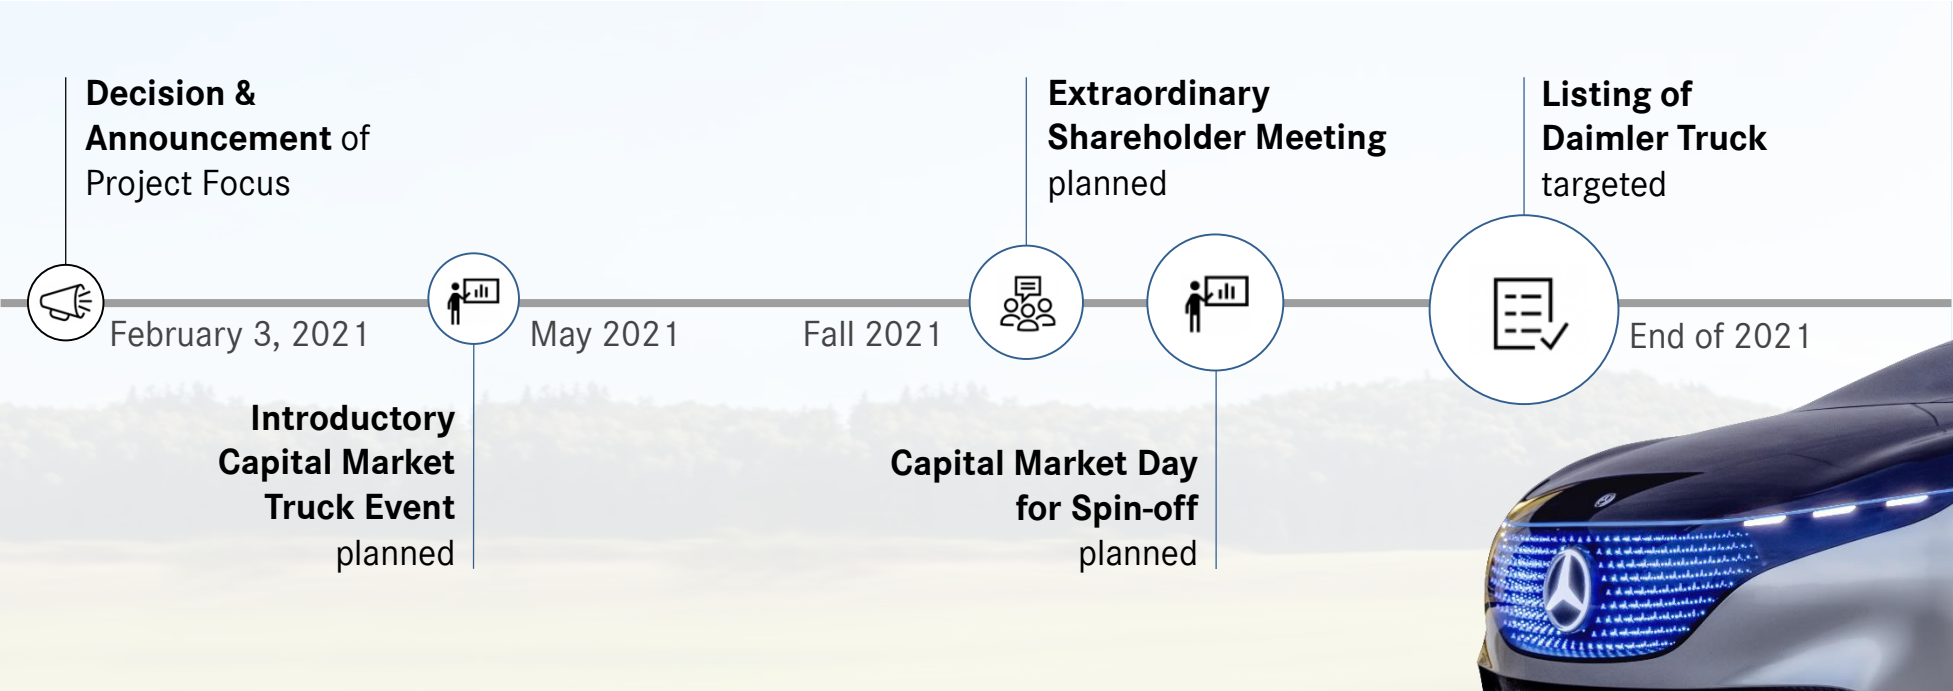 Decision &
Announcement of
Project Focus
February 3, 2021
Introductory
Capital Market
Truck Event
planned
May 2021
Fall 2021
Extraordinary
Shareholder Meeting
planned
Capital Market Day
for Spin-off
planned
Listing of
Daimler Truck
targeted
End of 2021